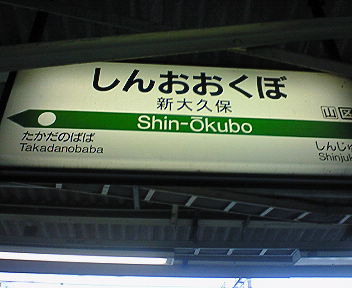 しんおおくぼ
新大久保
山 区
Shin-Ōkubo
たかだのばば
Takadanobaba
しんじゅ
Shinjuk